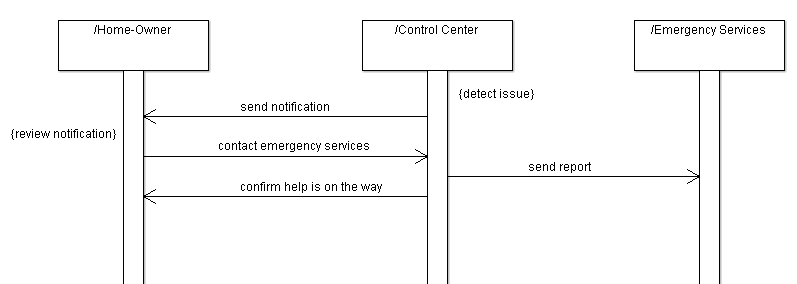 /Home-Owner
/Control Center
/Emergency Services
{detect issue}
send notification
{review notification}
contact emergency services
send report
confirm help is on the way